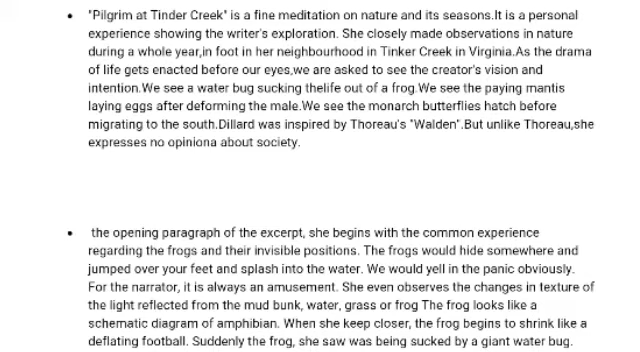 • "Pilgrim at Tinder Creek" is a fine meditation on nature and its seasons.It is a personal
experience showing the writer's exploration. She closely made observations in nature
during a whole year,in foot in her neighbourhood in Tinker Creek in Virginia.As the drama
of life gets enacted before our eyes,we are asked to see the creator's vision and
intention.We see a water bug sucking thelife out of a frog.We see the paying mantis
laying eggs after deforming the male.We see the monarch butterflies hatch before
migrating to the south.Dillard was inspired by Thoreau's "Walden".But unlike Thoreau,she
expresses no opiniona about society.
• the opening paragraph of the excerpt, she begins with the common experience
regarding the frogs and their invisible positions. The frogs would hide somewhere and
jumped over your feet and splash into the water. We would yell in the panic obviously.
For the narrator, it is always an amusement. She even observes the changes in texture of
the light reflected from the mud bunk, water, grass or frog The frog looks like a
schematic diagram of amphibian. When she keep closer, the frog begins to shrink like a
deflating football. Suddenly the frog, she saw was being sucked by a giant water bug.